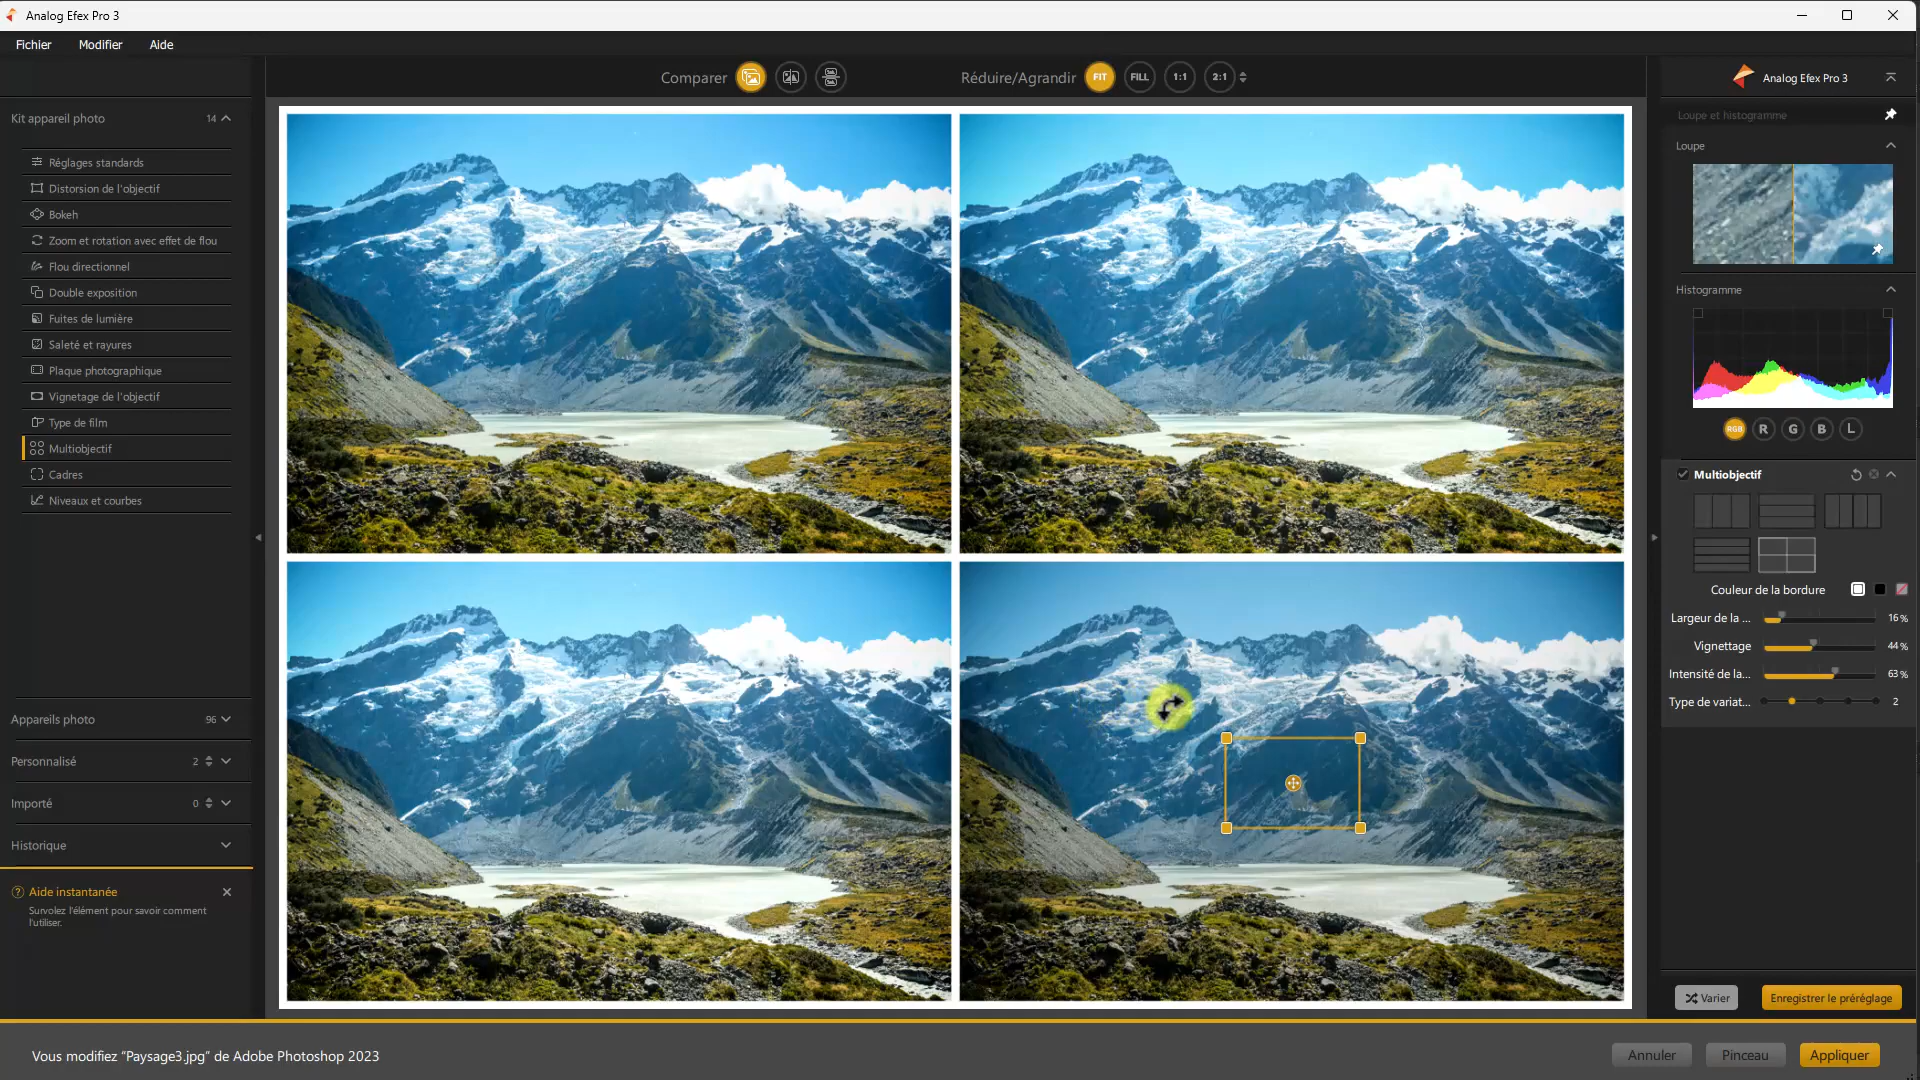 Analog Efex Pro 3
Fichier
Modifier
Aide
Comparer
Réduire/Agrandir
FIT
FILL
1:1
2:1
Analog Efex Pro 3
Kit appareil photo
14
Réglages standards
Distorsion de l'objectif
Bokeh
Zoom et rotation avec effet de flou
Flou directionnel
Double exposition
Fuites de lumière
Saleté et rayures
Plaque photographique
Vignetage de l'objectif
Type de film
Multiobjectif
Cadres
Niveaux et courbes
Appareils photo
96
Personnalisé
2
Importé
0
Historique
Aide instantanée
Survolez l'élément pour savoir comment
l'utiliser.
Loupe et histogramme
Loupe
Histogramme
RGB
R
G
B
L
Multiobjectif
Couleur de la bordure
Largeur de la ...
16%
Vignettage
44%
Intensité de la...
63%
Type de variat...
2
Varier
Enregistrer le préréglage
Vous modifiez "Paysage3.jpg" de Adobe Photoshop 2023
Annuler
Pinceau
Appliquer